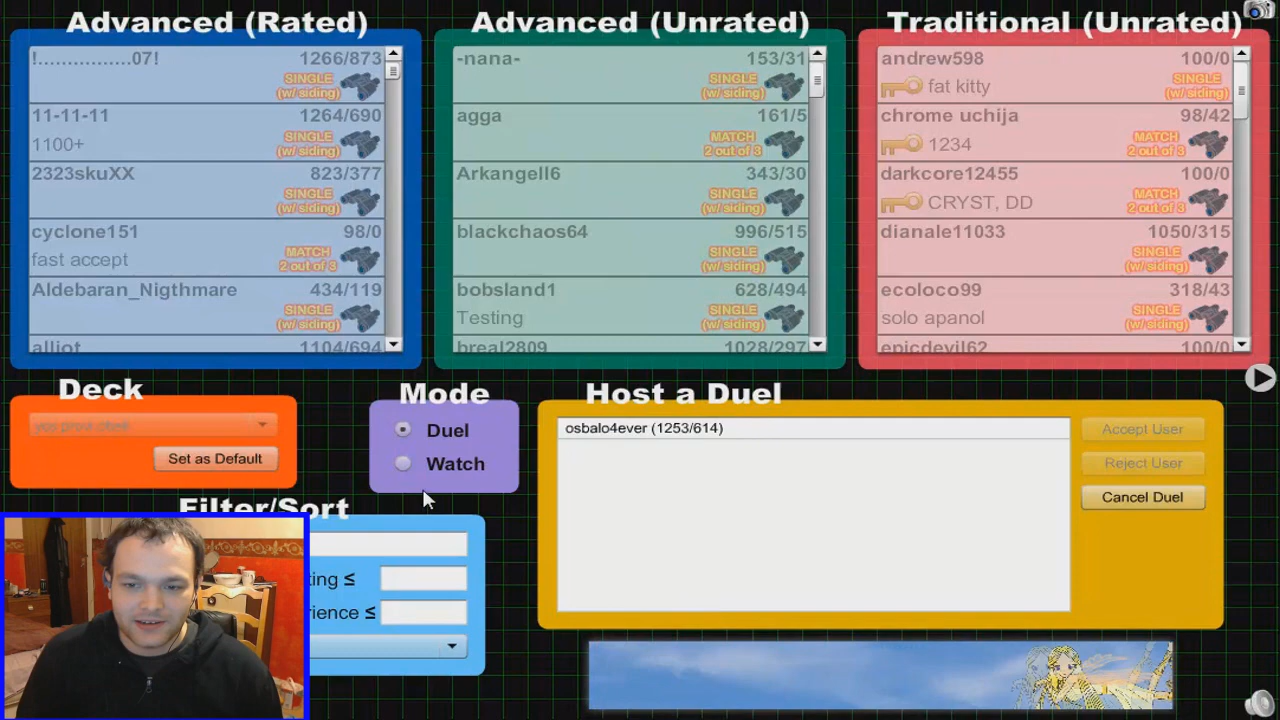 Advanced (Rated)
!...............07! 1266/873
SINGLE
(w/ siding)
11-11-11 1264/690
1100+ SINGLE
(w/ siding)
2323skuXX 823/377
SINGLE
(w/ siding)
cyclone151 98/0
fast accept MATCH
2 out of 3
Aldebaran_Nigthmare 434/119
SINGLE
(w/ siding)
alliot 1104/694
Advanced (Unrated)
-nana- 153/31
SINGLE
(w/ siding)
agga 161/5
MATCH
2 out of 3
Arkangell6 343/30
SINGLE
(w/ siding)
blackchaos64 996/515
SINGLE
(w/ siding)
bobsland1 628/494
Testing SINGLE
(w/ siding)
breal2809 1028/297
Traditional (Unrated)
andrew598 100/0
fat kitty SINGLE
(w/ siding)
chrome uchija 98/42
1234 MATCH
2 out of 3
darkcore12455 100/0
CRYST, DD MATCH
2 out of 3
dianale11033 1050/315
SINGLE
(w/ siding)
ecoloco99 318/43
solo apanol SINGLE
(w/ siding)
epicdevil62 100/0
Deck
Set as Default
Mode
Duel
Watch
Host a Duel
osbalo4ever (1253/614)
Accept User
Reject User
Cancel Duel
Filter/Sort
ting ≤
rience ≤